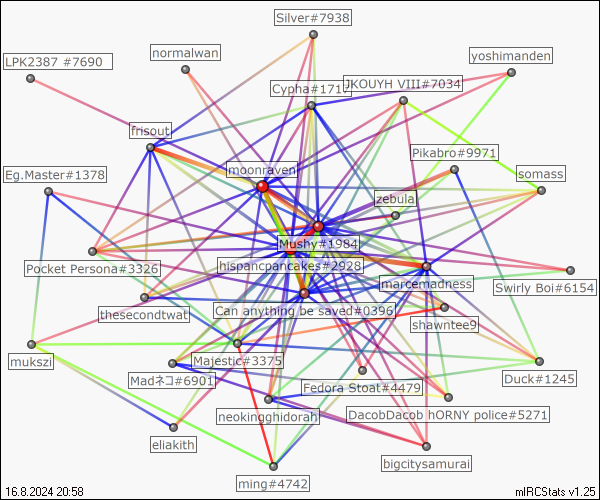 Silver#7938
normalwan
LPK2387 #7690
yoshimanden
Cypha#1717
JKOUYH VIII#7034
frisout
Pikabro#9971
moonraven
Eg.Master#1378
somass
zebula
Mushy#1984
Pocket Persona#3326
hispancpancakes#2928
marcemadness
Swirly Boi#6154
thesecondtwat
Can anything be saved#0396
shawntee9
mukszi
Majestic#3375
Madネコ#6901
Fedora Stoat#4479
Duck#1245
neokingghidorah
DacobDacob hORNY police#5271
eliakith
bigcitysamurai
ming#4742
16.8.2024 20:58
mIRCStats v1.25